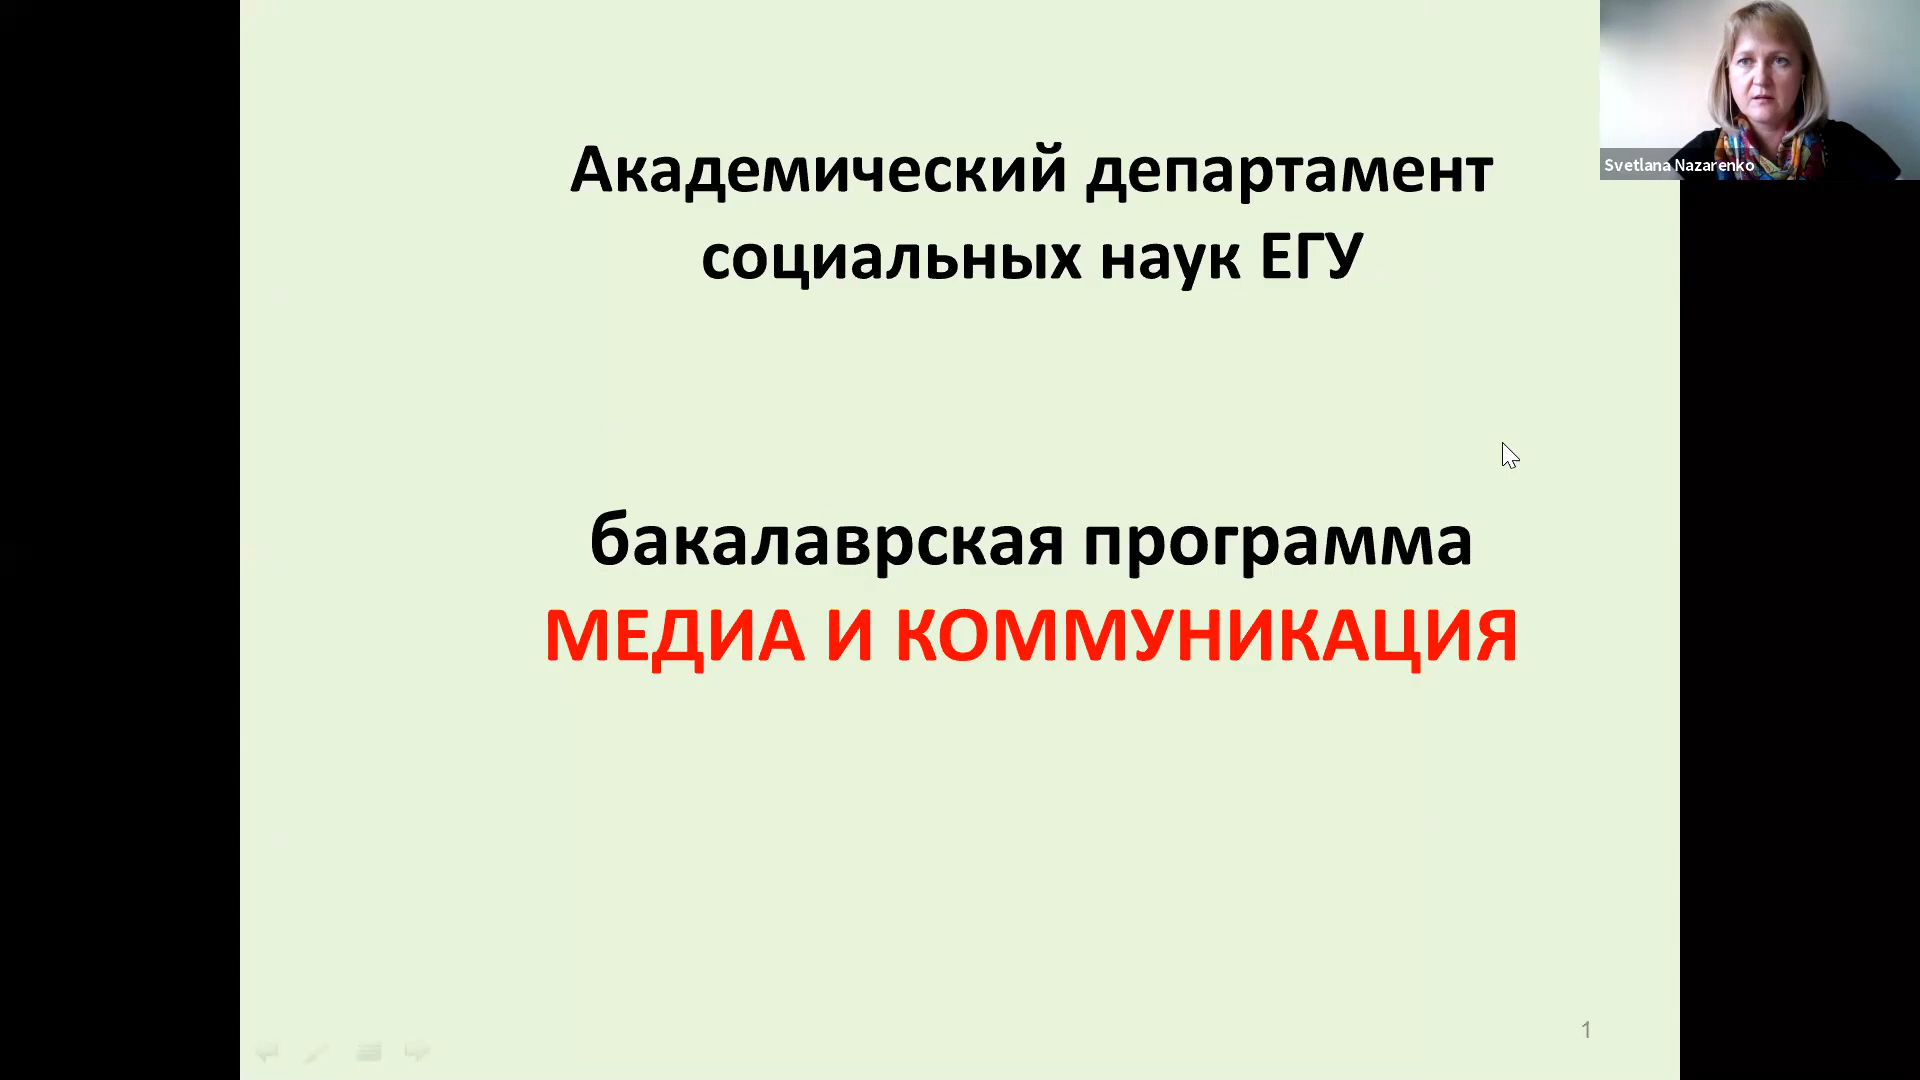 Академический департамент
социальных наук ЕГУ
бакалаврская программа
МЕДИА И КОММУНИКАЦИЯ
Svetlana Nazarenko
1